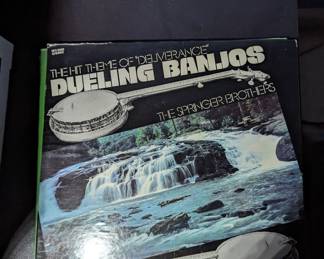 THE HIT THEME OF "DELIVERANCE"
DUELING BANJOS
THE SPRINGER BROTHERS